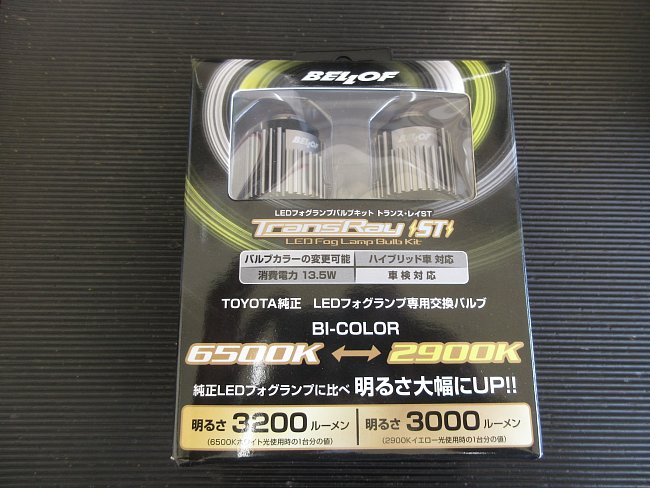 BELLOF
BELLOF
LEDフォグランプバルブキット トランス・レイST
TransRay ST
LED Fog Lamp Bulb Kit
バルブカラーの変更可能 ハイブリッド車 対応
消費電力 13.5W 車検 対応
TOYOTA純正 LEDフォグランプ専用交換バルブ
BI-COLOR
6500K ↔ 2900K
純正LEDフォグランプに比べ 明るさ大幅にUP!!
明るさ 3200 ルーメン 明るさ 3000 ルーメン
(6500Kホワイト光使用時の1台分の値) (2900Kイエロー光使用時の1台分の値)